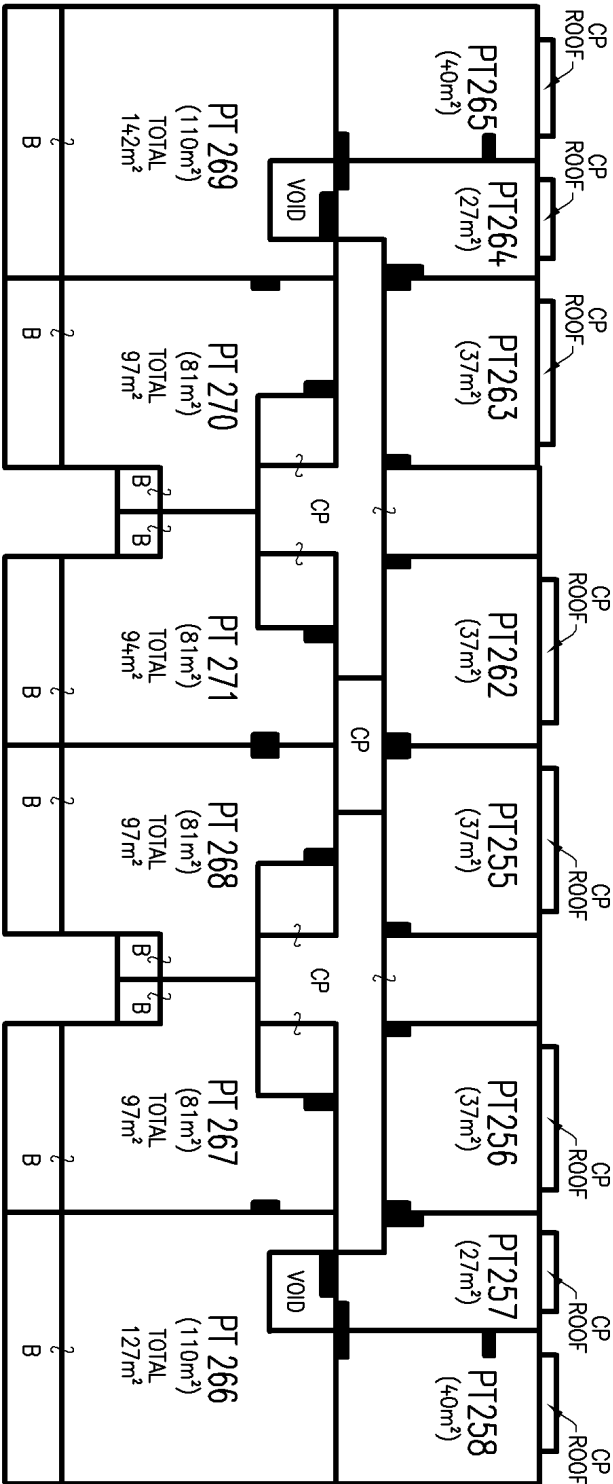 CP
ROOF
CP
ROOF
CP
ROOF
CP
ROOF
CP
ROOF
CP
ROOF
CP
ROOF
CP
ROOF
PT265
(40m²)
PT264
(27m²)
PT263
(37m²)
PT262
(37m²)
PT255
(37m²)
PT256
(37m²)
PT257
(27m²)
PT258
(40m²)
VOID
CP
CP
CP
VOID
PT 269
(110m²)
TOTAL
142m²
PT 270
(81m²)
TOTAL
97m²
PT 271
(81m²)
TOTAL
94m²
PT 268
(81m²)
TOTAL
97m²
PT 267
(81m²)
TOTAL
97m²
PT 266
(110m²)
TOTAL
127m²
B
B
B
B
B
B
B
B
B
B